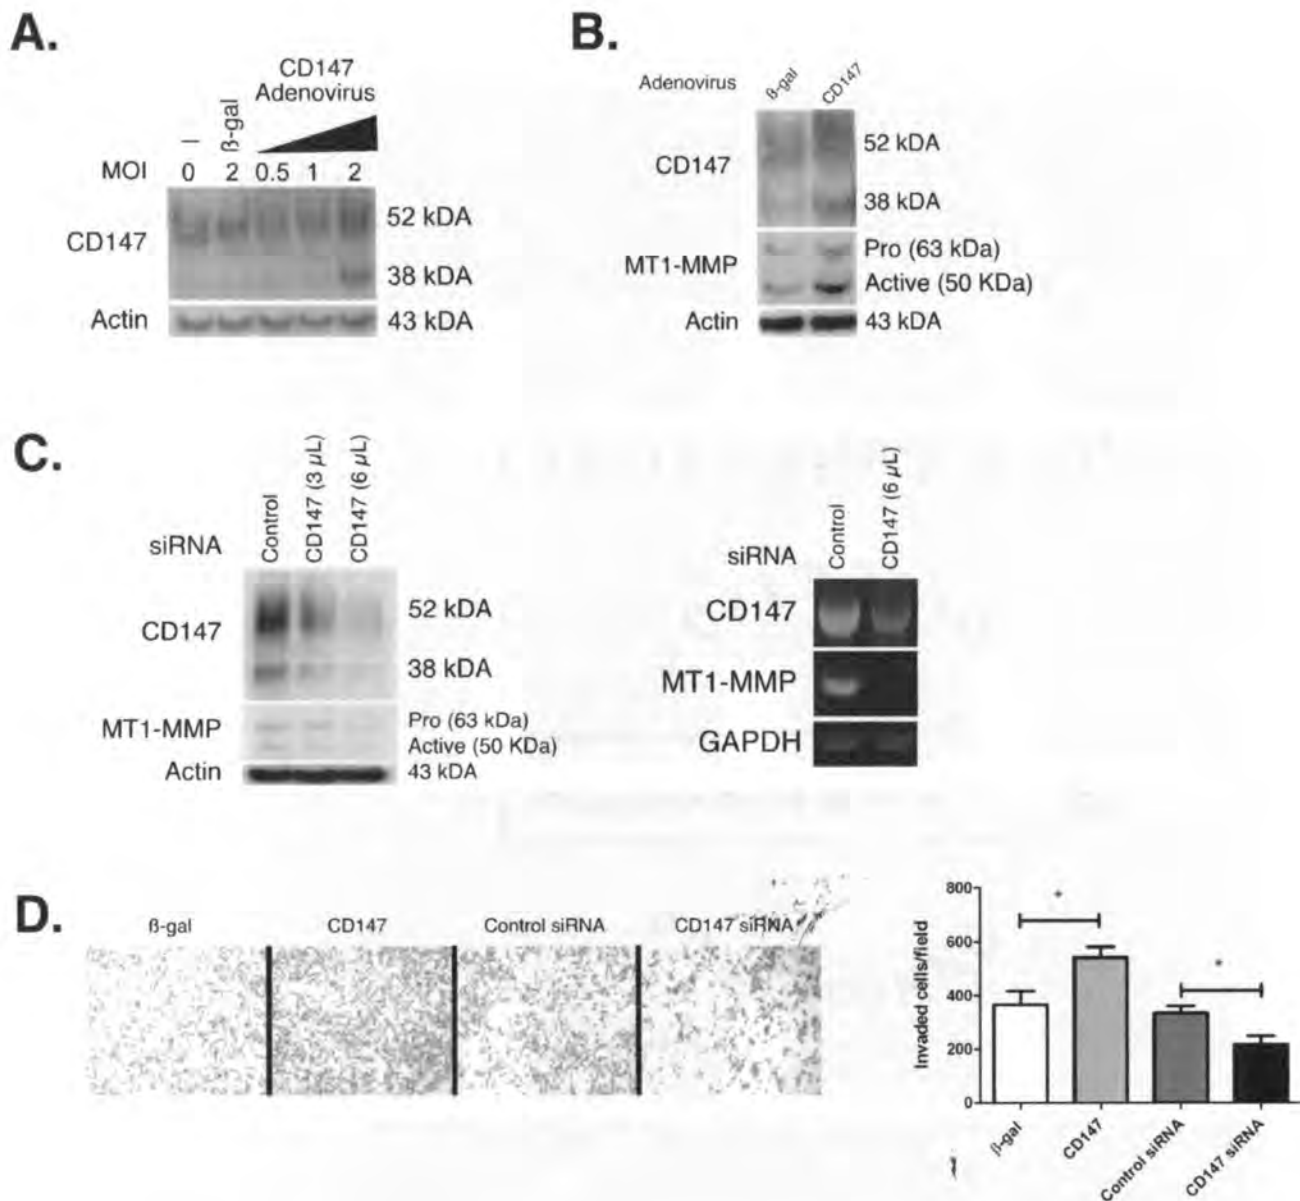 A.
CD147
Adenovirus
–
ß-gal
MOI 0 2 0.5 1 2
CD147
52 kDA
38 kDA
Actin
43 kDA
B.
Adenovirus ß-gal CD147
CD147
52 kDA
38 kDA
MT1-MMP
Pro (63 kDa)
Active (50 KDa)
Actin
43 kDA
C.
siRNA Control CD147 (3 µL) CD147 (6 µL)
CD147
52 kDA
38 kDA
MT1-MMP
Pro (63 kDa)
Active (50 KDa)
Actin
43 kDA
siRNA Control CD147 (6 µL)
CD147
MT1-MMP
GAPDH
D.
ß-gal CD147 Control siRNA CD147 siRNA
Invaded cells/field
800
600
400
200
0
* *
β-gal CD147 Control siRNA CD147 siRNA